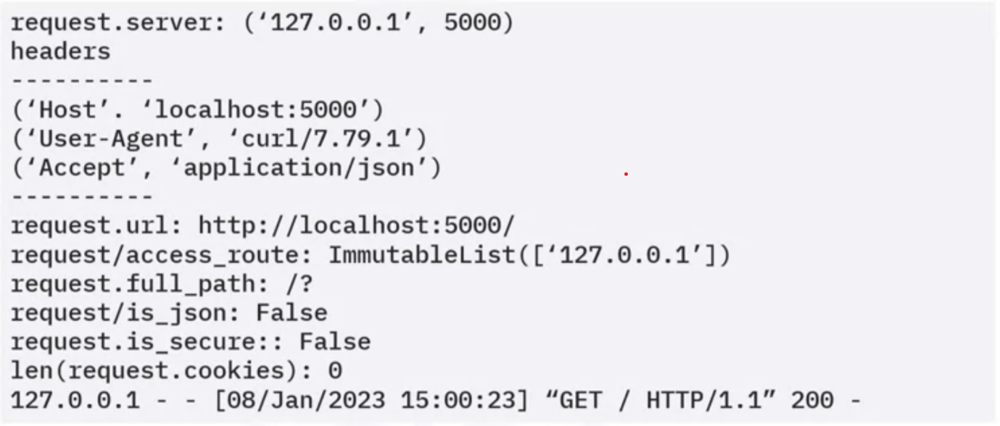 request.server: (‘127.0.0.1’, 5000)
headers
----------
(‘Host’. ‘localhost:5000’)
(‘User-Agent’, ‘curl/7.79.1’)
(‘Accept’, ‘application/json’)
----------
request.url: http://localhost:5000/
request/access_route: ImmutableList([‘127.0.0.1’])
request.full_path: /?
request/is_json: False
request.is_secure:: False
len(request.cookies): 0
127.0.0.1 - - [08/Jan/2023 15:00:23] “GET / HTTP/1.1” 200 -